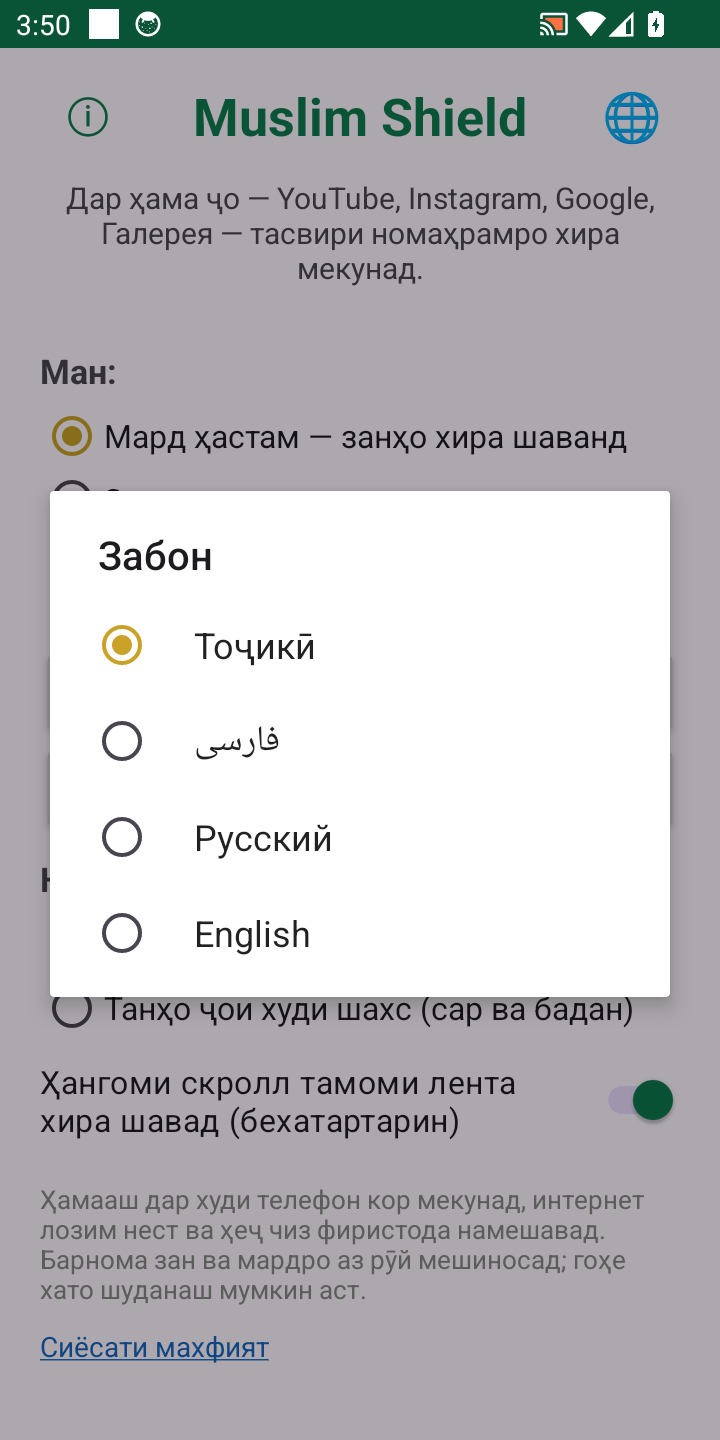 3:50
Muslim Shield
Дар ҳама ҷо — YouTube, Instagram, Google,
Галерея — тасвири номаҳрамро хира
мекунад.
Ман:
Мард ҳастам — занҳо хира шаванд
Забон
Тоҷикӣ
فارسی
Русский
English
Танҳо ҷои худи шахс (сар ва бадан)
Ҳангоми скролл тамоми лента
хира шавад (бехатартарин)
Ҳамааш дар худи телефон кор мекунад, интернет
лозим нест ва ҳеҷ чиз фиристода намешавад.
Барнома зан ва мардро аз рӯй мешиносад; гоҳе
хато шуданаш мумкин аст.
Сиёсати махфият